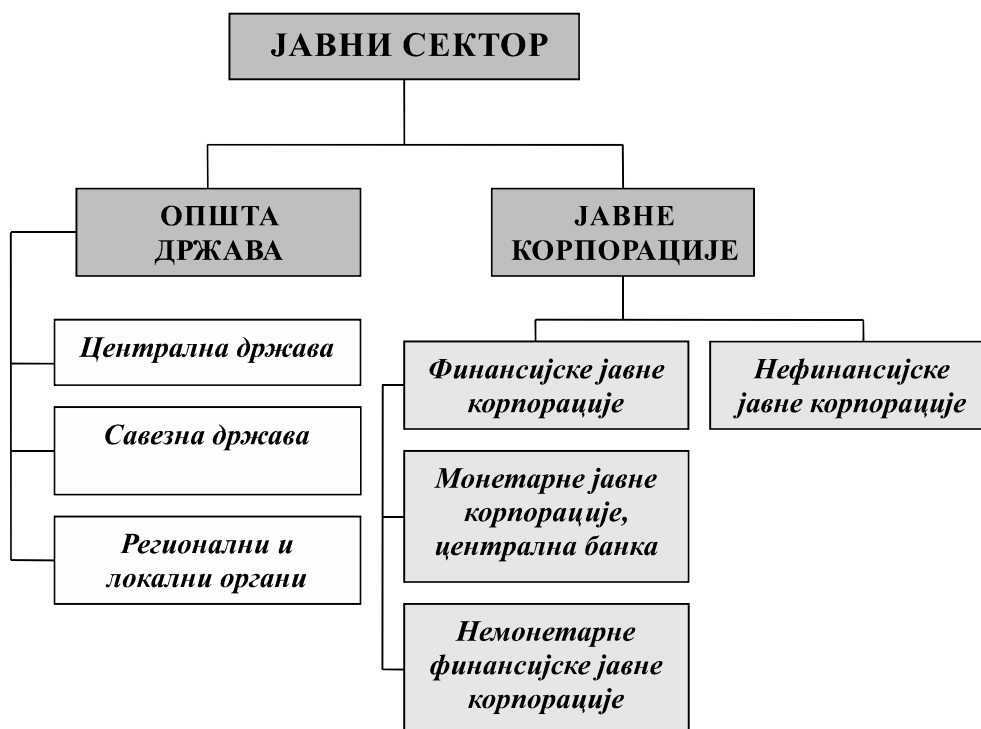 ЈАВНИ СЕКТОР
ОПШТА
ДРЖАВА
Централна држава
Савезна држава
Регионални и
локални органи
ЈАВНЕ
КОРПОРАЦИЈЕ
Финансијске јавне
корпорације
Монетарне јавне
корпорације,
централна банка
Немонетарне
финансијске јавне
корпорације
Нефинансијске
јавне корпорације